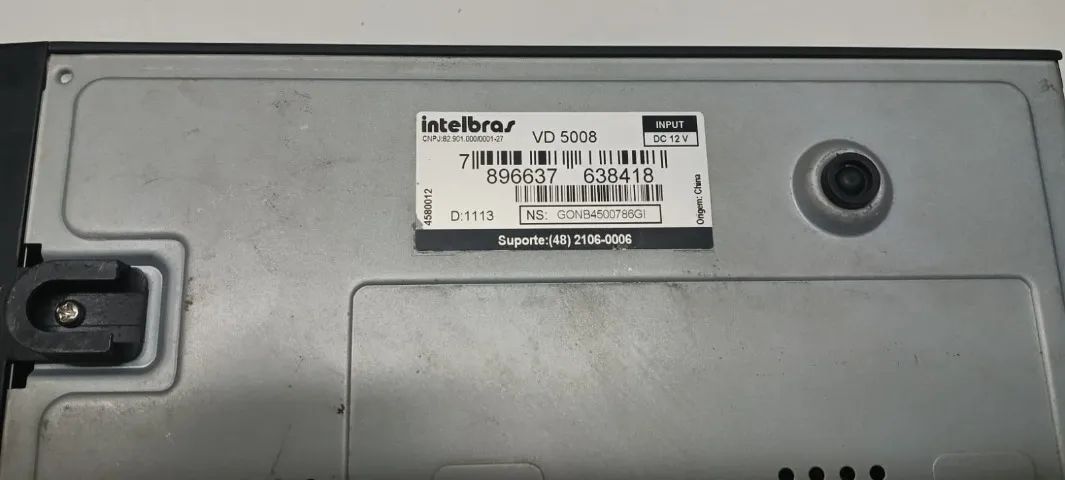 intelbras
CNPJ:82.901.000/0001-27
VD 5008
INPUT
DC 12 V
7 896637 638418
4580012
D:1113
NS: GONB4500786GI
Origem: China
Suporte:(48) 2106-0006